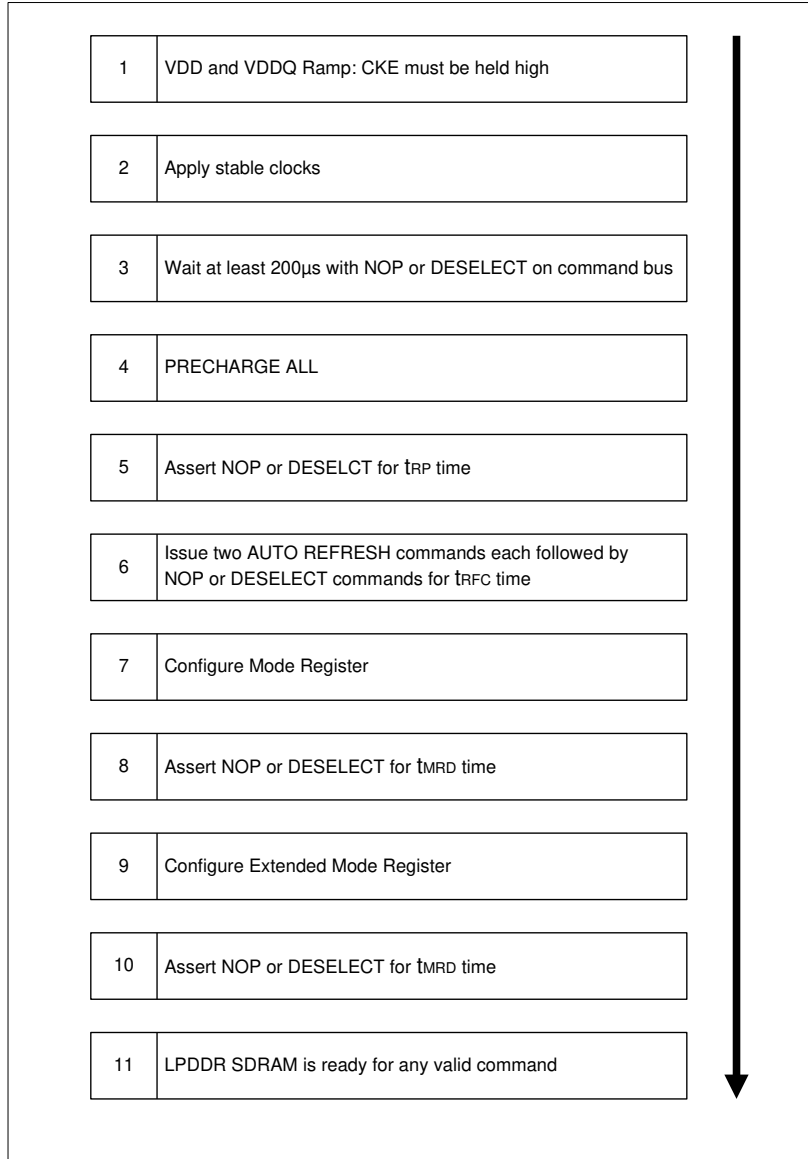 1 VDD and VDDQ Ramp: CKE must be held high
2 Apply stable clocks
3 Wait at least 200µs with NOP or DESELECT on command bus
4 PRECHARGE ALL
5 Assert NOP or DESELCT for tRP time
6 Issue two AUTO REFRESH commands each followed by
NOP or DESELECT commands for tRFC time
7 Configure Mode Register
8 Assert NOP or DESELECT for tMRD time
9 Configure Extended Mode Register
10 Assert NOP or DESELECT for tMRD time
11 LPDDR SDRAM is ready for any valid command